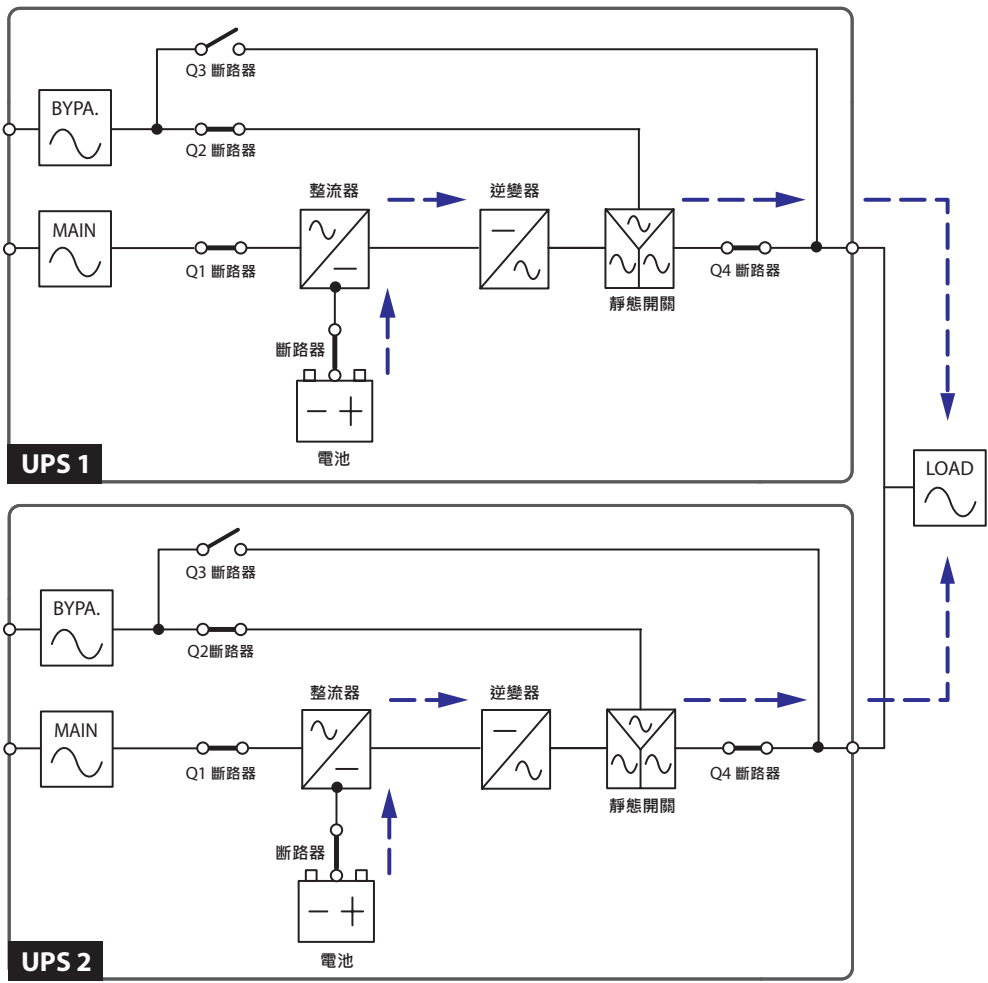 Q3 斷路器
BYPA.
Q2 斷路器
整流器
逆變器
MAIN
Q1 斷路器
Q4 斷路器
靜態開關
斷路器
電池
UPS 1
LOAD
Q3 斷路器
BYPA.
Q2斷路器
整流器
逆變器
MAIN
Q1 斷路器
Q4 斷路器
靜態開關
斷路器
電池
UPS 2